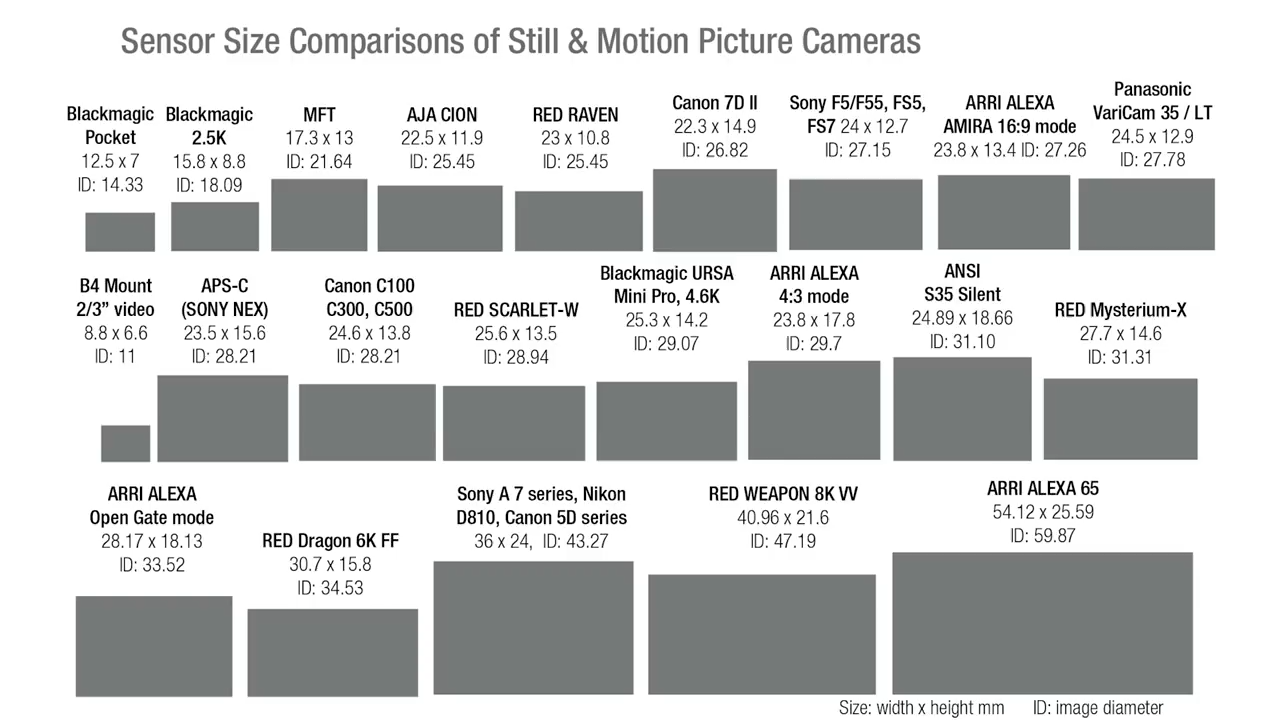 Sensor Size Comparisons of Still & Motion Picture Cameras
Blackmagic
Pocket
12.5 x 7
ID: 14.33
Blackmagic
2.5K
15.8 x 8.8
ID: 18.09
MFT
17.3 x 13
ID: 21.64
AJA CION
22.5 x 11.9
ID: 25.45
RED RAVEN
23 x 10.8
ID: 25.45
Canon 7D II
22.3 x 14.9
ID: 26.82
Sony F5/F55, FS5,
FS7 24 x 12.7
ID: 27.15
ARRI ALEXA
AMIRA 16:9 mode
23.8 x 13.4 ID: 27.26
Panasonic
VariCam 35 / LT
24.5 x 12.9
ID: 27.78
B4 Mount
2/3” video
8.8 x 6.6
ID: 11
APS-C
(SONY NEX)
23.5 x 15.6
ID: 28.21
Canon C100
C300, C500
24.6 x 13.8
ID: 28.21
RED SCARLET-W
25.6 x 13.5
ID: 28.94
Blackmagic URSA
Mini Pro, 4.6K
25.3 x 14.2
ID: 29.07
ARRI ALEXA
4:3 mode
23.8 x 17.8
ID: 29.7
ANSI
S35 Silent
24.89 x 18.66
ID: 31.10
RED Mysterium-X
27.7 x 14.6
ID: 31.31
ARRI ALEXA
Open Gate mode
28.17 x 18.13
ID: 33.52
RED Dragon 6K FF
30.7 x 15.8
ID: 34.53
Sony A 7 series, Nikon
D810, Canon 5D series
36 x 24, ID: 43.27
RED WEAPON 8K VV
40.96 x 21.6
ID: 47.19
ARRI ALEXA 65
54.12 x 25.59
ID: 59.87
Size: width x height mm ID: image diameter